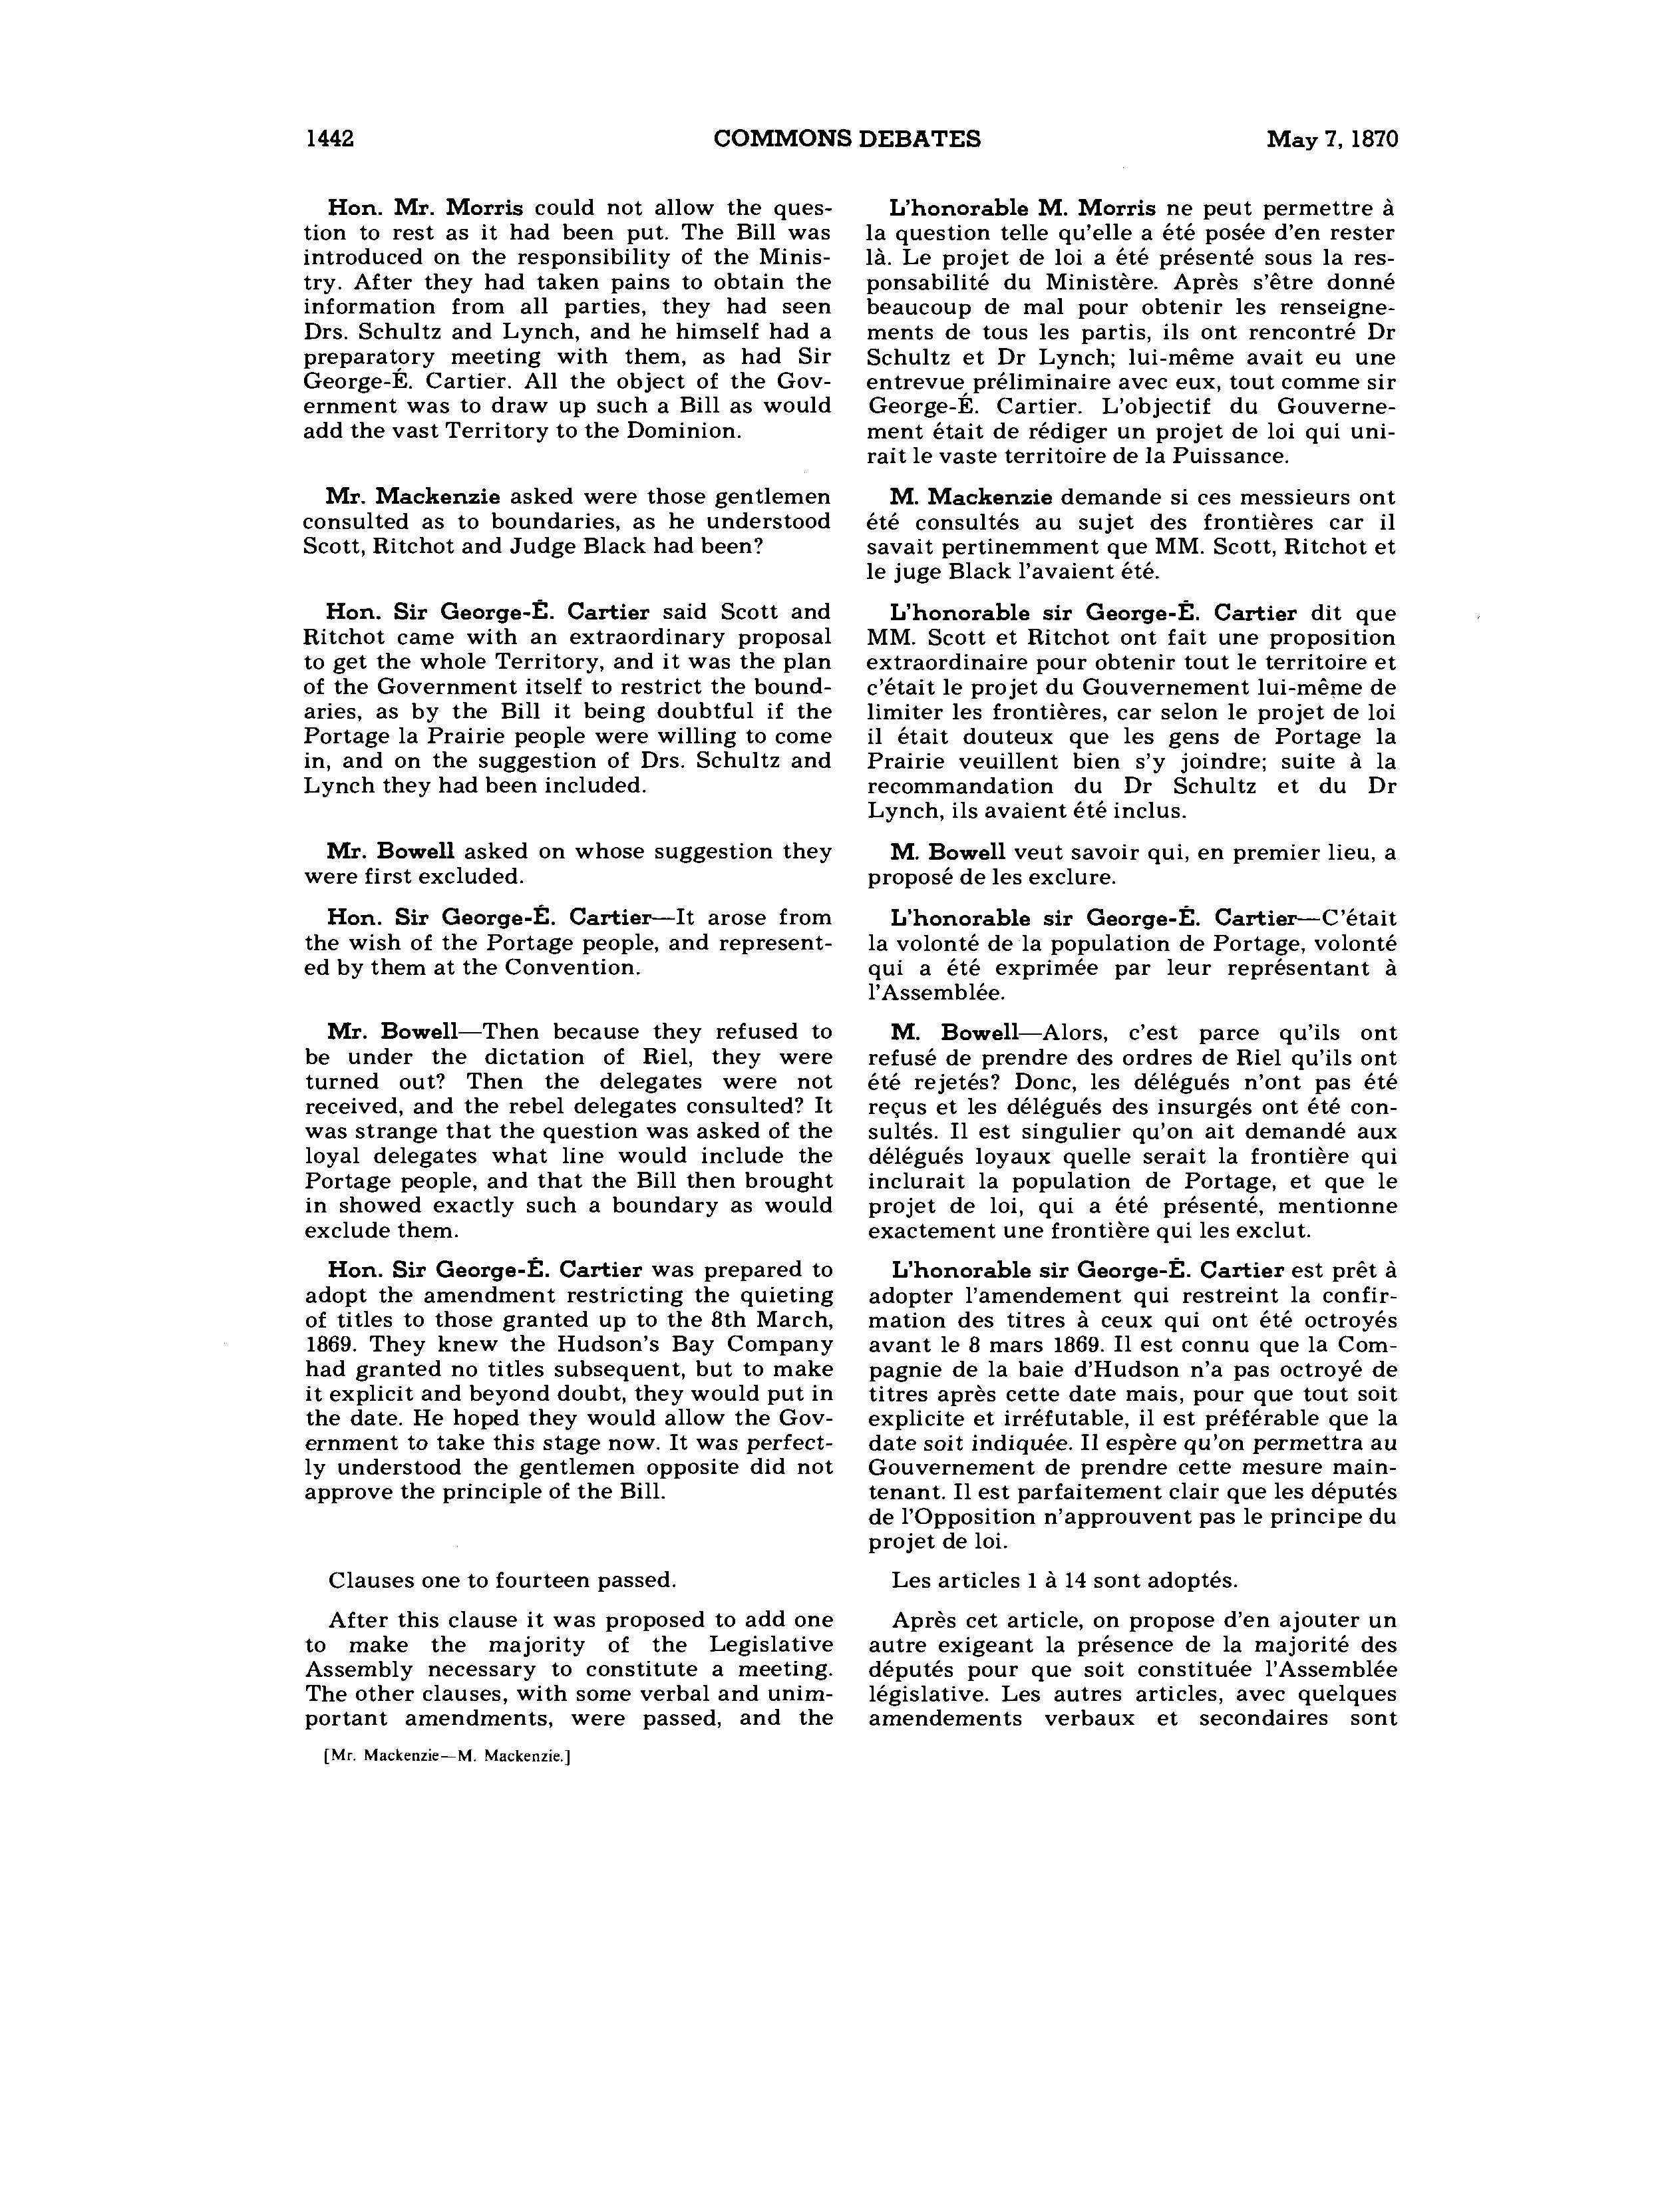 1442 COMMONS DEBATES May 7, 1870
Hon. Mr. Morris could not allow the ques-
tion to rest as it had been put. The Bill was
introduced on the responsibility of the Minis-
try. After they had taken pains to obtain the
information from all parties, they had seen
Drs. Schultz and Lynch, and he himself had a
preparatory meeting with them, as had Sir
George-É. Cartier. All the object of the Gov-
ernment was to draw up such a Bill as would
add the vast Territory to the Dominion.
Mr. Mackenzie asked were those gentlemen
consulted as to boundaries, as he understood
Scott, Ritchot and Judge Black had been?
Hon. Sir George-É. Cartier said Scott and
Ritchot came with an extraordinary proposal
to get the whole Territory, and it was the plan
of the Government itself to restrict the bound-
aries, as by the Bill it being doubtful if the
Portage la Prairie people were willing to come
in, and on the suggestion of Drs. Schultz and
Lynch they had been included.
Mr. Bowell asked on whose suggestion they
were first excluded.
Hon. Sir George-É. Cartier—It arose from
the wish of the Portage people, and represent-
ed by them at the Convention.
Mr. Bowell—Then because they refused to
be under the dictation of Riel, they were
turned out? Then the delegates were not
received, and the rebel delegates consulted? It
was strange that the question was asked of the
loyal delegates what line would include the
Portage people, and that the Bill then brought
in showed exactly such a boundary as would
exclude them.
Hon. Sir George-É. Cartier was prepared to
adopt the amendment restricting the quieting
of titles to those granted up to the 8th March,
1869. They knew the Hudson's Bay Company
had granted no titles subsequent, but to make
it explicit and beyond doubt, they would put in
the date. He hoped they would allow the Gov-
ernment to take this stage now. It was perfect-
ly understood the gentlemen opposite did not
approve the principle of the Bill.
Clauses one to fourteen passed.
After this clause it was proposed to add one
to make the majority of the Legislative
Assembly necessary to constitute a meeting.
The other clauses, with some verbal and unim-
portant amendments, were passed, and the
[Mr. Mackenzie—M. Mackenzie.]
L'honorable M. Morris ne peut permettre à
la question telle qu'elle a été posée d'en rester
là. Le projet de loi a été présenté sous la res-
ponsabilité du Ministère. Après s'être donné
beaucoup de mal pour obtenir les renseigne-
ments de tous les partis, ils ont rencontré Dr
Schultz et Dr Lynch; lui-même avait eu une
entrevue préliminaire avec eux, tout comme sir
George-É. Cartier. L'objectif du Gouverne-
ment était de rédiger un projet de loi qui uni-
rait le vaste territoire de la Puissance.
M. Mackenzie demande si ces messieurs ont
été consultés au sujet des frontières car il
savait pertinemment que MM. Scott, Ritchot et
le juge Black l'avaient été.
L'honorable sir George-É. Cartier dit que
MM. Scott et Ritchot ont fait une proposition
extraordinaire pour obtenir tout le territoire et
c'était le projet du Gouvernement lui-même de
limiter les frontières, car selon le projet de loi
il était douteux que les gens de Portage la
Prairie veuillent bien s'y joindre; suite à la
recommandation du Dr Schultz et du Dr
Lynch, ils avaient été inclus.
M. Bowell veut savoir qui, en premier lieu, a
proposé de les exclure.
L'honorable sir George-É. Cartier—C'était
la volonté de la population de Portage, volonté
qui a été exprimée par leur représentant à
l'Assemblée.
M. Bowell—Alors, c'est parce qu'ils ont
refusé de prendre des ordres de Riel qu'ils ont
été rejetés? Donc, les délégués n'ont pas été
reçus et les délégués des insurgés ont été con-
sultés. Il est singulier qu'on ait demandé aux
délégués loyaux quelle serait la frontière qui
inclurait la population de Portage, et que le
projet de loi, qui a été présenté, mentionne
exactement une frontière qui les exclut.
L'honorable sir George-É. Cartier est prêt à
adopter l'amendement qui restreint la confir-
mation des titres à ceux qui ont été octroyés
avant le 8 mars 1869. Il est connu que la Com-
pagnie de la baie d'Hudson n'a pas octroyé de
titres après cette date mais, pour que tout soit
explicite et irréfutable, il est préférable que la
date soit indiquée. Il espère qu'on permettra au
Gouvernement de prendre cette mesure main-
tenant. Il est parfaitement clair que les députés
de l'Opposition n'approuvent pas le principe du
projet de loi.
Les articles 1 à 14 sont adoptés.
Après cet article, on propose d'en ajouter un
autre exigeant la présence de la majorité des
députés pour que soit constituée l'Assemblée
législative. Les autres articles, avec quelques
amendements verbaux et secondaires sont